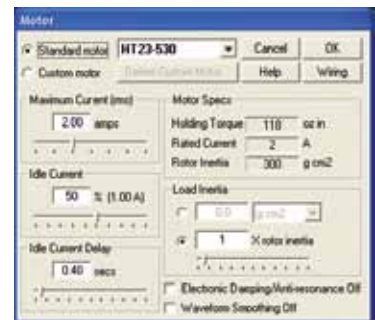 Motor
Standard motor HT23-530 Cancel OK
Custom motor Define Custom Motor Help Wiring
Maximum Current (rms)
2.00 amps
Idle Current
50 % (1.00 A)
Idle Current Delay
0.40 secs
Motor Specs
Holding Torque 118 oz in
Rated Current 2 A
Rotor Inertia 300 g cm2
Load Inertia
0.0 g cm2
1 X rotor inertia
Electronic Damping/Anti-resonance Off
Waveform Smoothing Off